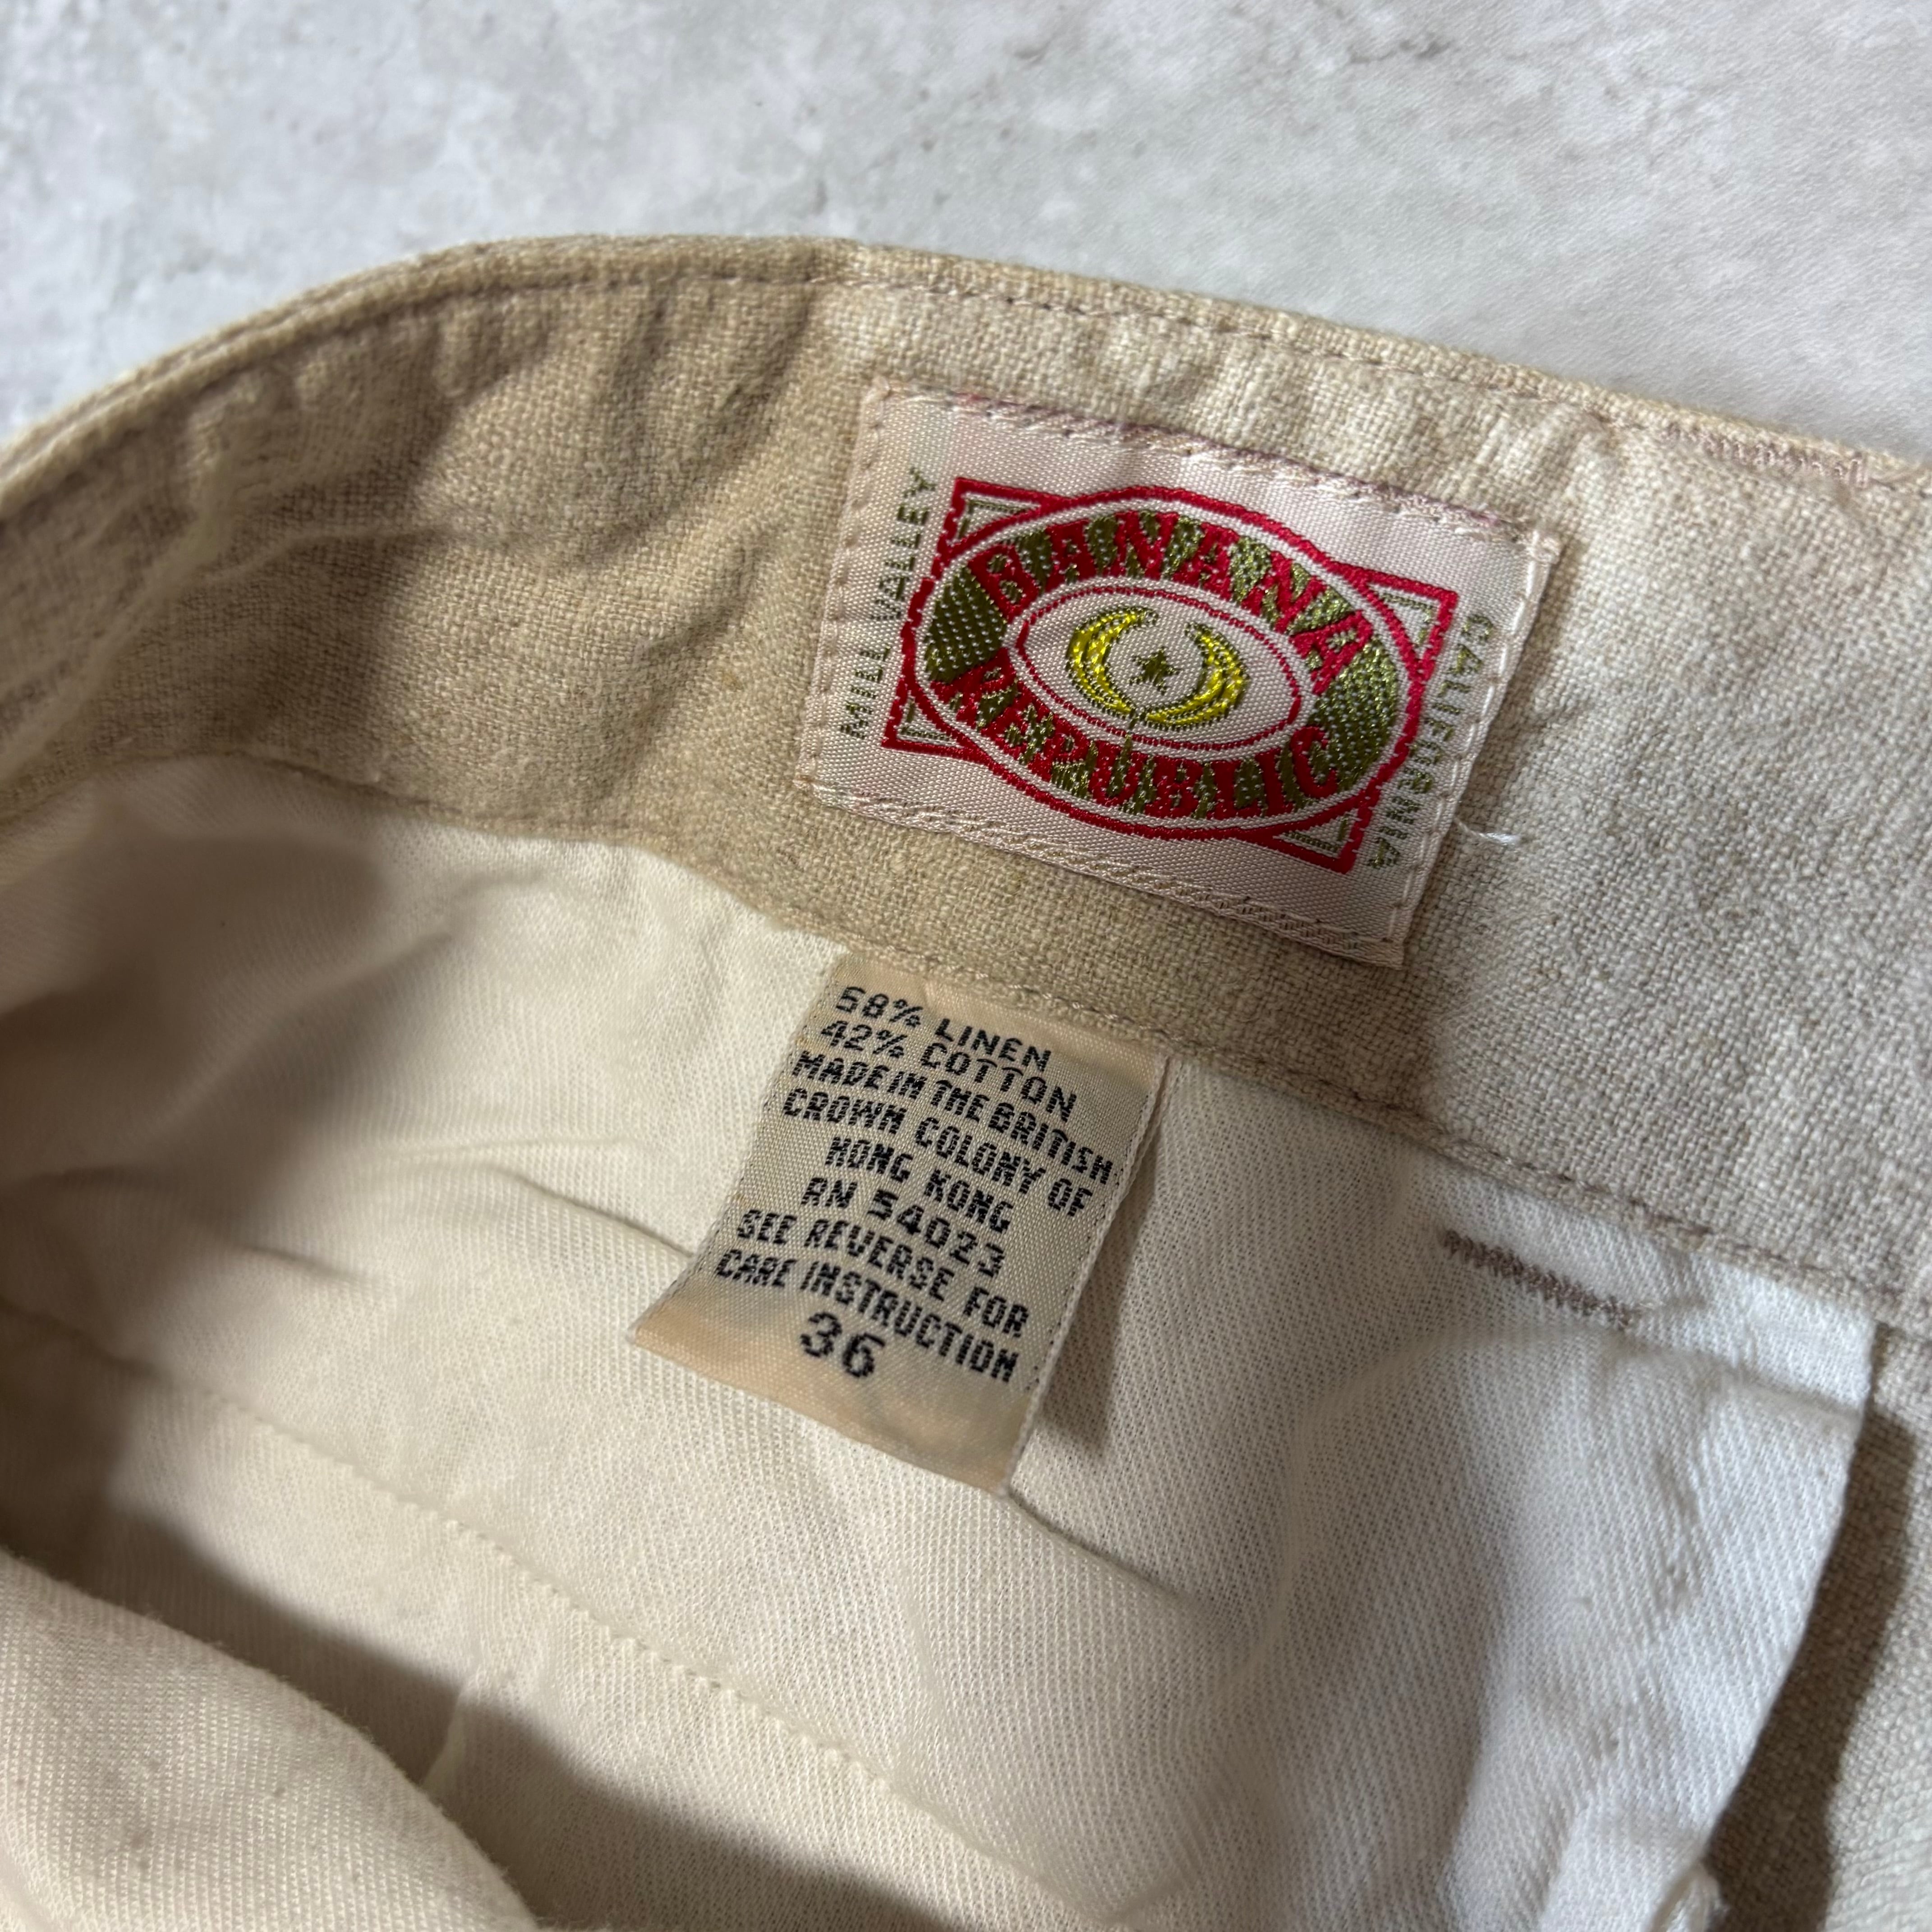 MILL VALLEY
BANANA
REPUBLIC
CALIFORNIA
58% LINEN
42% COTTON
MADE IN THE BRITISH
CROWN COLONY OF
HONG KONG
RN 54023
SEE REVERSE FOR
CARE INSTRUCTION
36